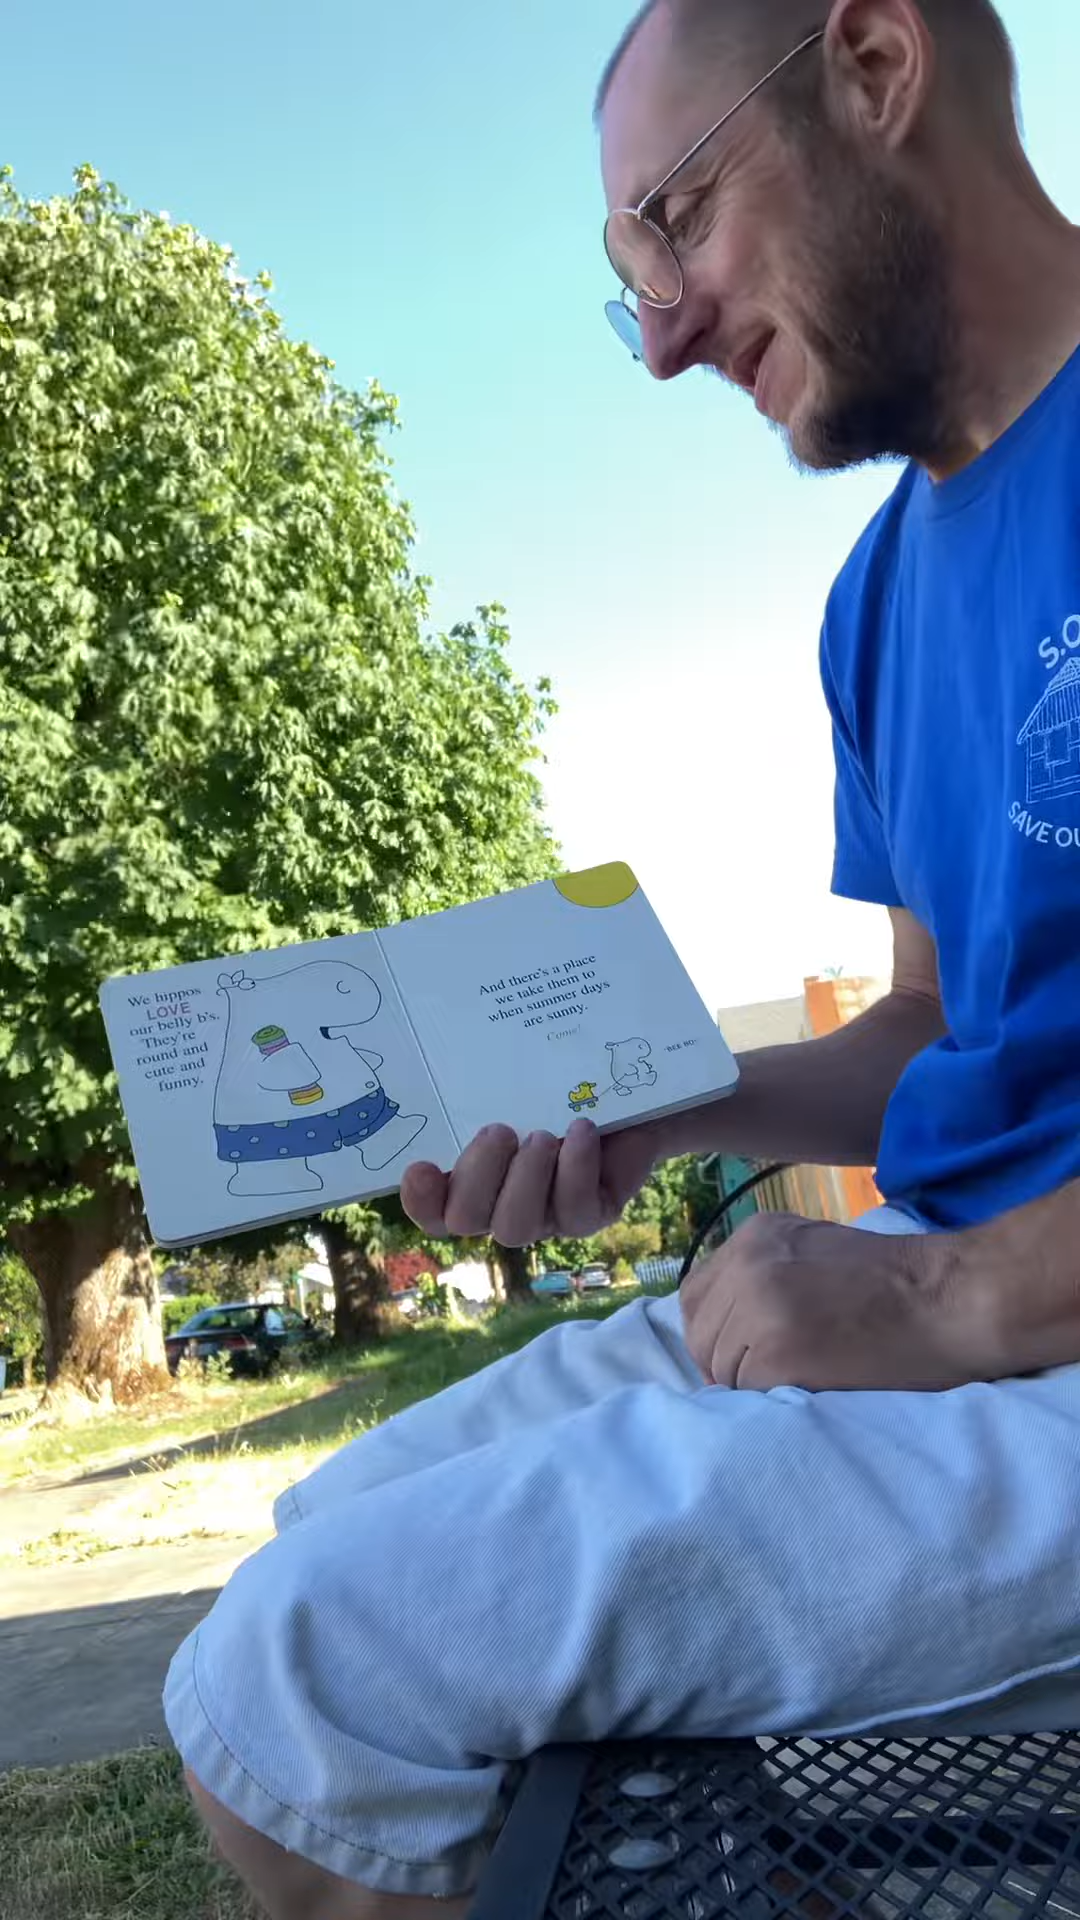 We hippos
LOVE
our belly b's.
They're
round and
cute and
funny.
And there's a place
we take them to
when summer days
are sunny.
Come!
-BEE BO-
S.O
SAVE OU